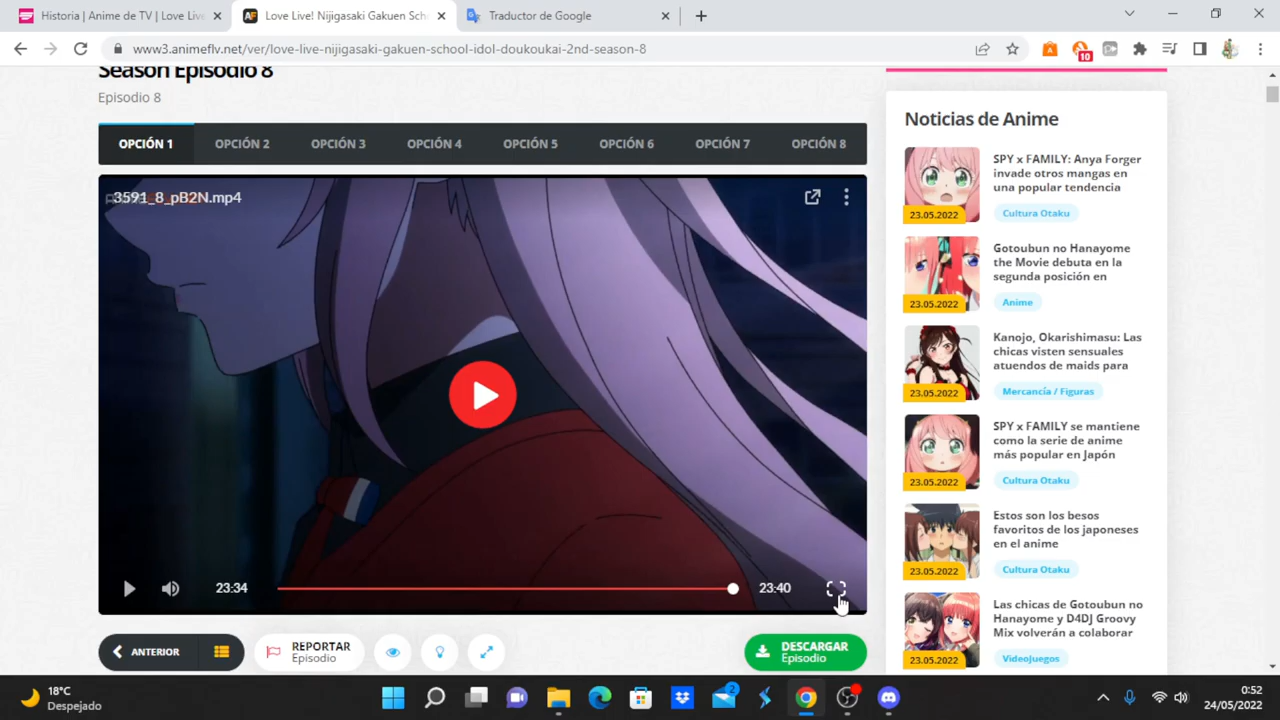 Historia | Anime de TV | Love Live
Love Live! Nijigasaki Gakuen Sch
Traductor de Google
www3.animeflv.net/ver/love-live-nijigasaki-gakuen-school-idol-doukoukai-2nd-season-8
10
Season Episodio 8
Episodio 8
OPCIÓN 1
OPCIÓN 2
OPCIÓN 3
OPCIÓN 4
OPCIÓN 5
OPCIÓN 6
OPCIÓN 7
OPCIÓN 8
3591_8_pB2N.mp4
23:34
23:40
ANTERIOR
REPORTAR
Episodio
DESCARGAR
Episodio
Noticias de Anime
SPY x FAMILY: Anya Forger
invade otros mangas en
una popular tendencia
23.05.2022
Cultura Otaku
Gotoubun no Hanayome
the Movie debuta en la
segunda posición en
23.05.2022
Anime
Kanojo, Okarishimasu: Las
chicas visten sensuales
atuendos de maids para
23.05.2022
Mercancía / Figuras
SPY x FAMILY se mantiene
como la serie de anime
más popular en Japón
23.05.2022
Cultura Otaku
Estos son los besos
favoritos de los japoneses
en el anime
23.05.2022
Cultura Otaku
Las chicas de Gotoubun no
Hanayome y D4DJ Groovy
Mix volverán a colaborar
23.05.2022
VideoJuegos
18°C
Despejado
2
0:52
24/05/2022